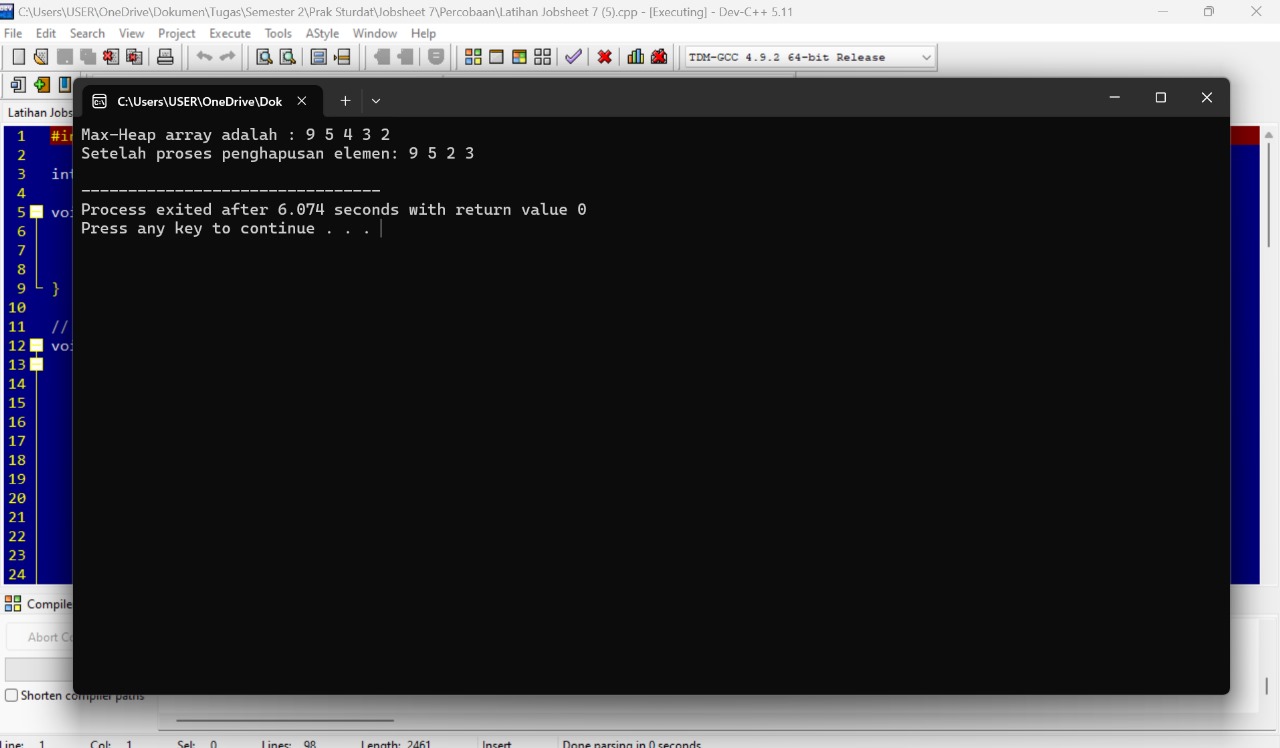 C:\Users\USER\OneDrive\Dokumen\Tugas\Semester 2\Prak Sturdat\Jobsheet 7\Percobaan\Latihan Jobsheet 7 (5).cpp - [Executing] - Dev-C++ 5.11
File Edit Search View Project Execute Tools AStyle Window Help
TDM-GCC 4.9.2 64-bit Release
C:\Users\USER\OneDrive\Dok
Latihan Jobs
Max-Heap array adalah : 9 5 4 3 2
Setelah proses penghapusan elemen: 9 5 2 3
--------------------------------
Process exited after 6.074 seconds with return value 0
Press any key to continue . . .
1 #in
2
3 int
4
5 voi
6
7
8
9 }
10
11 //
12 voi
13
14
15
16
17
18
19
20
21
22
23
24
Compile
Abort Co
Shorten compiler paths
Line: 1 Col: 1 Sel: 0 Lines: 98 Length: 2461 Insert Done parsing in 0 seconds